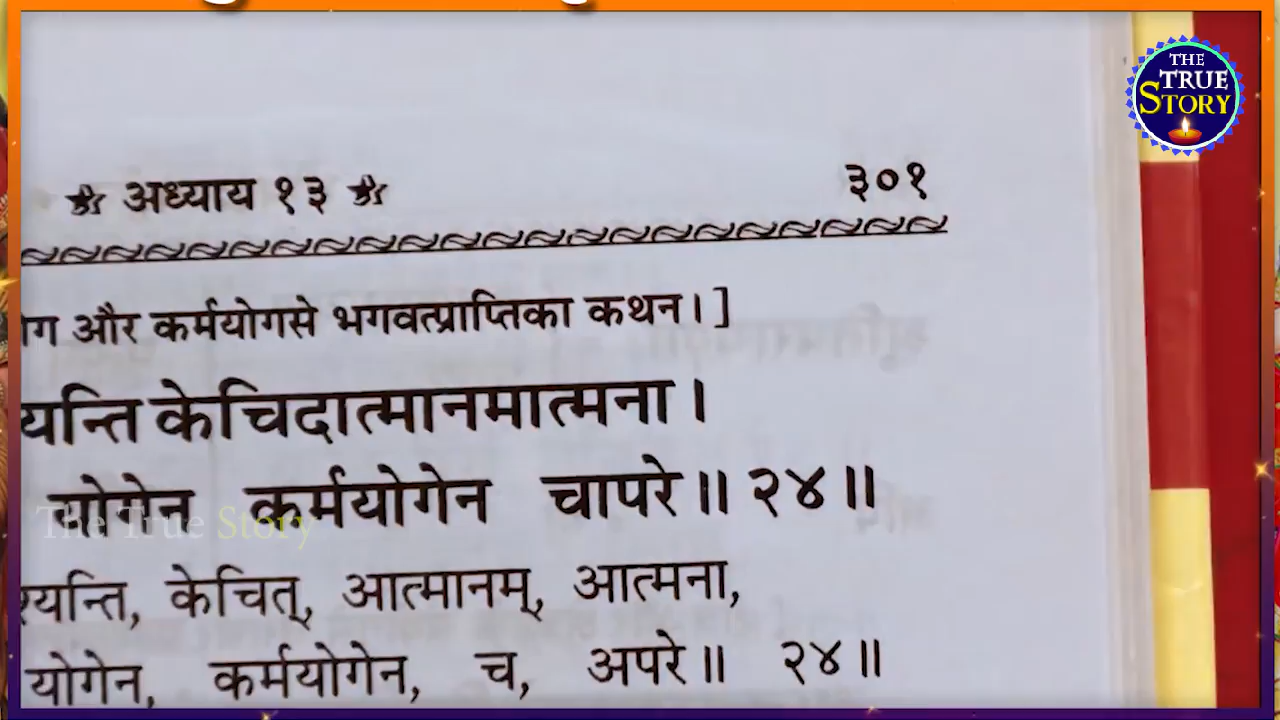 THE
TRUE
STORY
अध्याय १३ ३०१
और कर्मयोगसे भगवत्प्राप्तिका कथन। ]
यन्ति केचिदात्मानमात्मना ।
योगेन कर्मयोगेन चापरे ॥ २४ ॥
The True Story
श्यन्ति, केचित्, आत्मानम्, आत्मना,
योगेन, कर्मयोगेन, च, अपरे ॥ २४ ॥